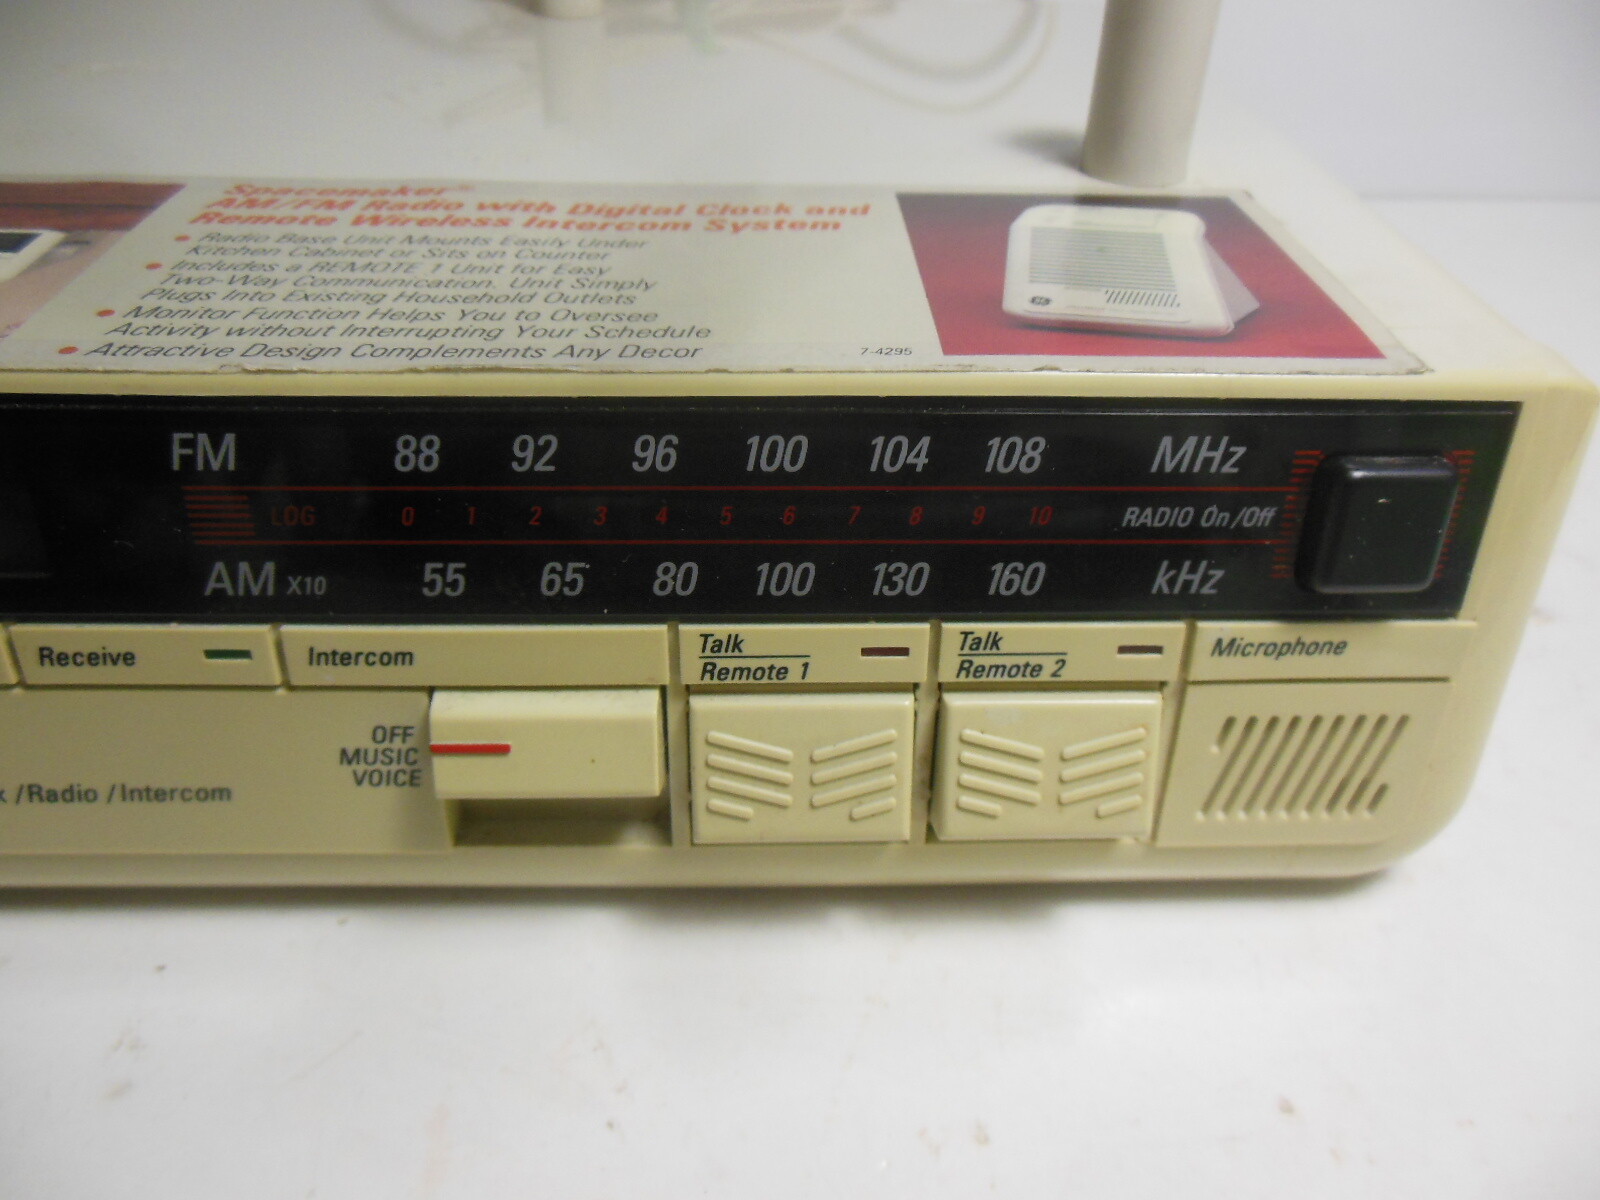 Spacemaker™
AM/FM Radio with Digital Clock and
Remote Wireless Intercom System
• Radio Base Unit Mounts Easily Under
Kitchen Cabinet or Sits on Counter
• Includes a REMOTE 1 Unit for Easy
Two-Way Communication. Unit Simply
Plugs Into Existing Household Outlets
• Monitor Function Helps You to Oversee
Activity without Interrupting Your Schedule
• Attractive Design Complements Any Decor
7-4295
FM 88 92 96 100 104 108 MHz
LOG 0 1 2 3 4 5 6 7 8 9 10 RADIO On/Off
AM X10 55 65 80 100 130 160 kHz
Receive
Intercom
Talk
Remote 1
Talk
Remote 2
Microphone
OFF
MUSIC
VOICE
/Radio/Intercom